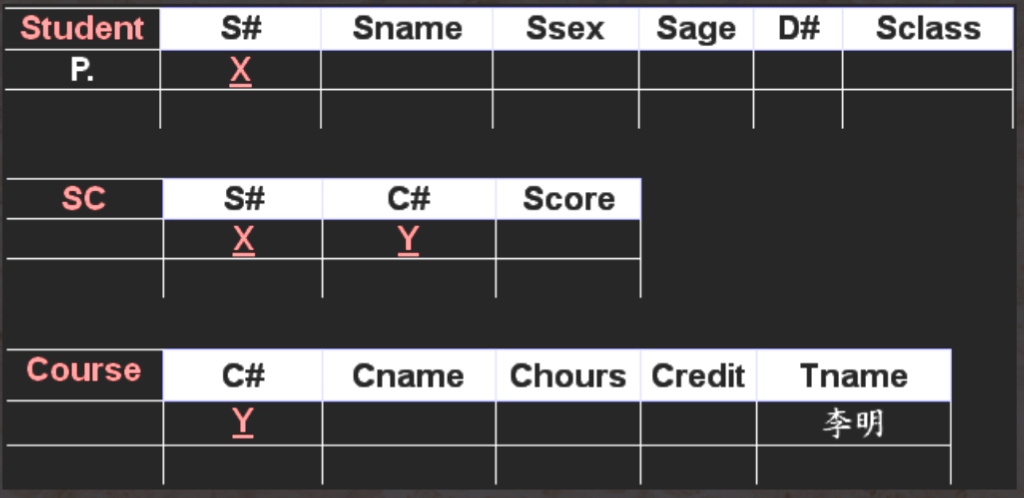 Student S# Sname Ssex Sage D# Sclass
P. X
SC S# C# Score
X Y
Course C# Cname Chours Credit Tname
Y 李明